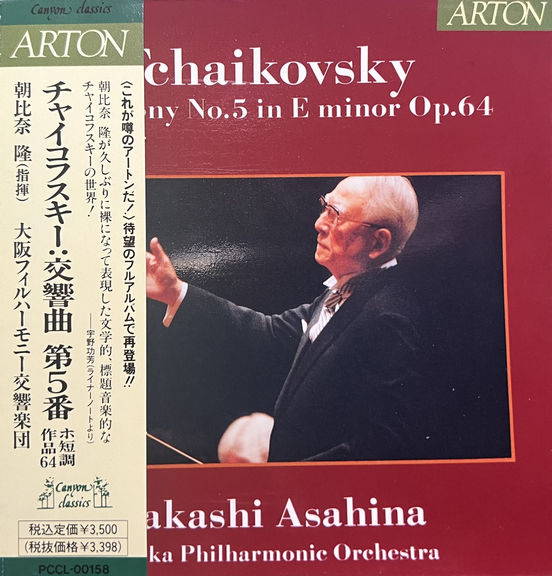 Canyon classics
ARTON
〈これが噂のアートンだ!〉待望のフルアルバムで再登場!!
朝比奈 隆が久しぶりに裸になって表現した文学的、標題音楽的な
チャイコフスキーの世界!
——宇野功芳(ライナーノートより)
チャイコフスキー:交響曲 第5番 ホ短調 作品64
朝比奈 隆(指揮) 大阪フィルハーモニー交響楽団
Canyon
classics
税込定価¥3,500
(税抜価格¥3,398)
PCCL-00158
ARTON
Tchaikovsky
ony No.5 in E minor Op.64
akashi Asahina
ka Philharmonic Orchestra